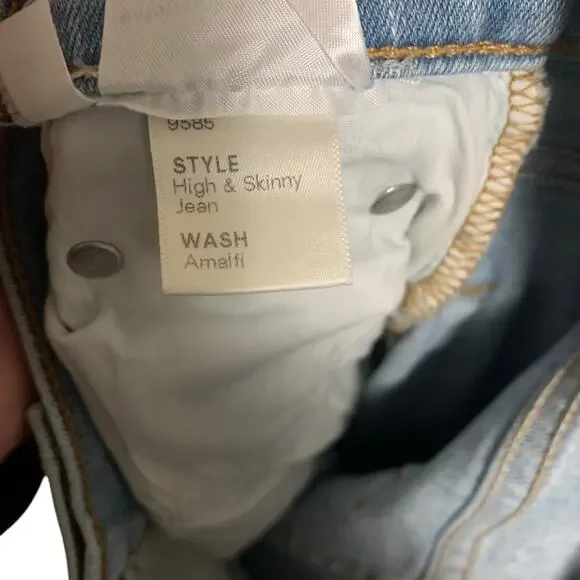 9585
STYLE
High & Skinny
Jean
WASH
Amalfi